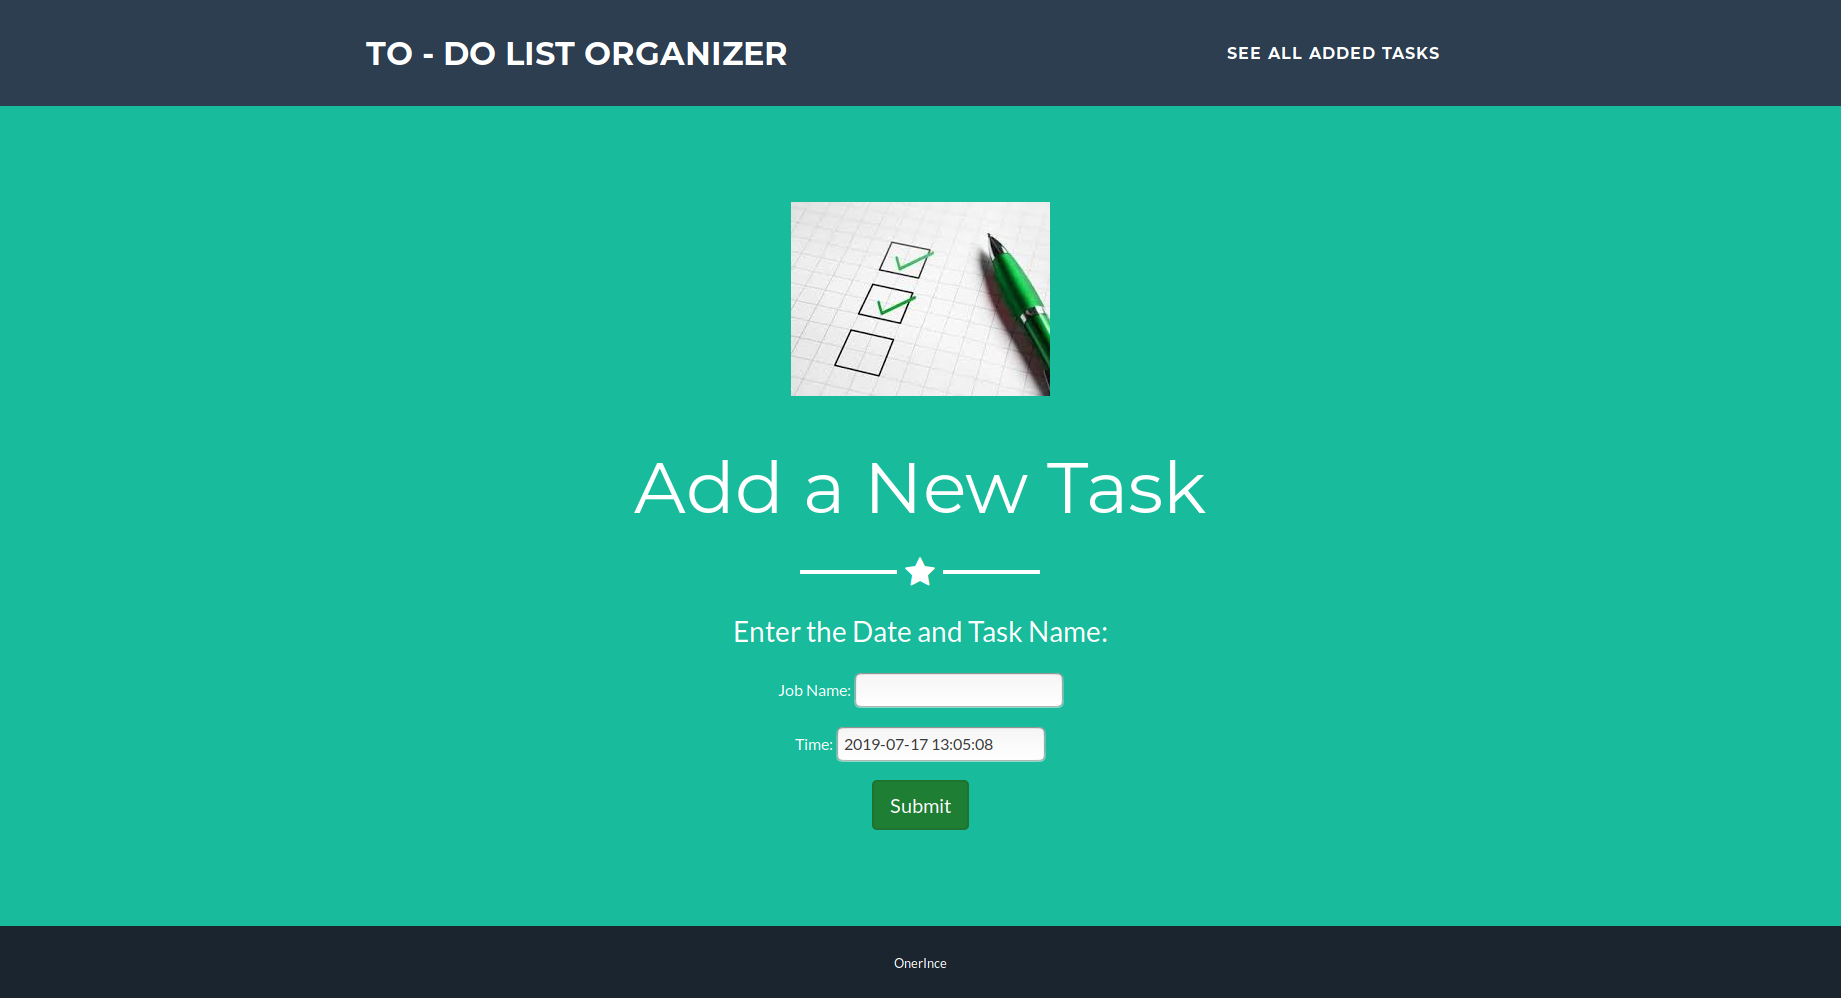 TO - DO LIST ORGANIZER
SEE ALL ADDED TASKS
Add a New Task
Enter the Date and Task Name:
Job Name:
Time: 2019-07-17 13:05:08
Submit
OnerInce